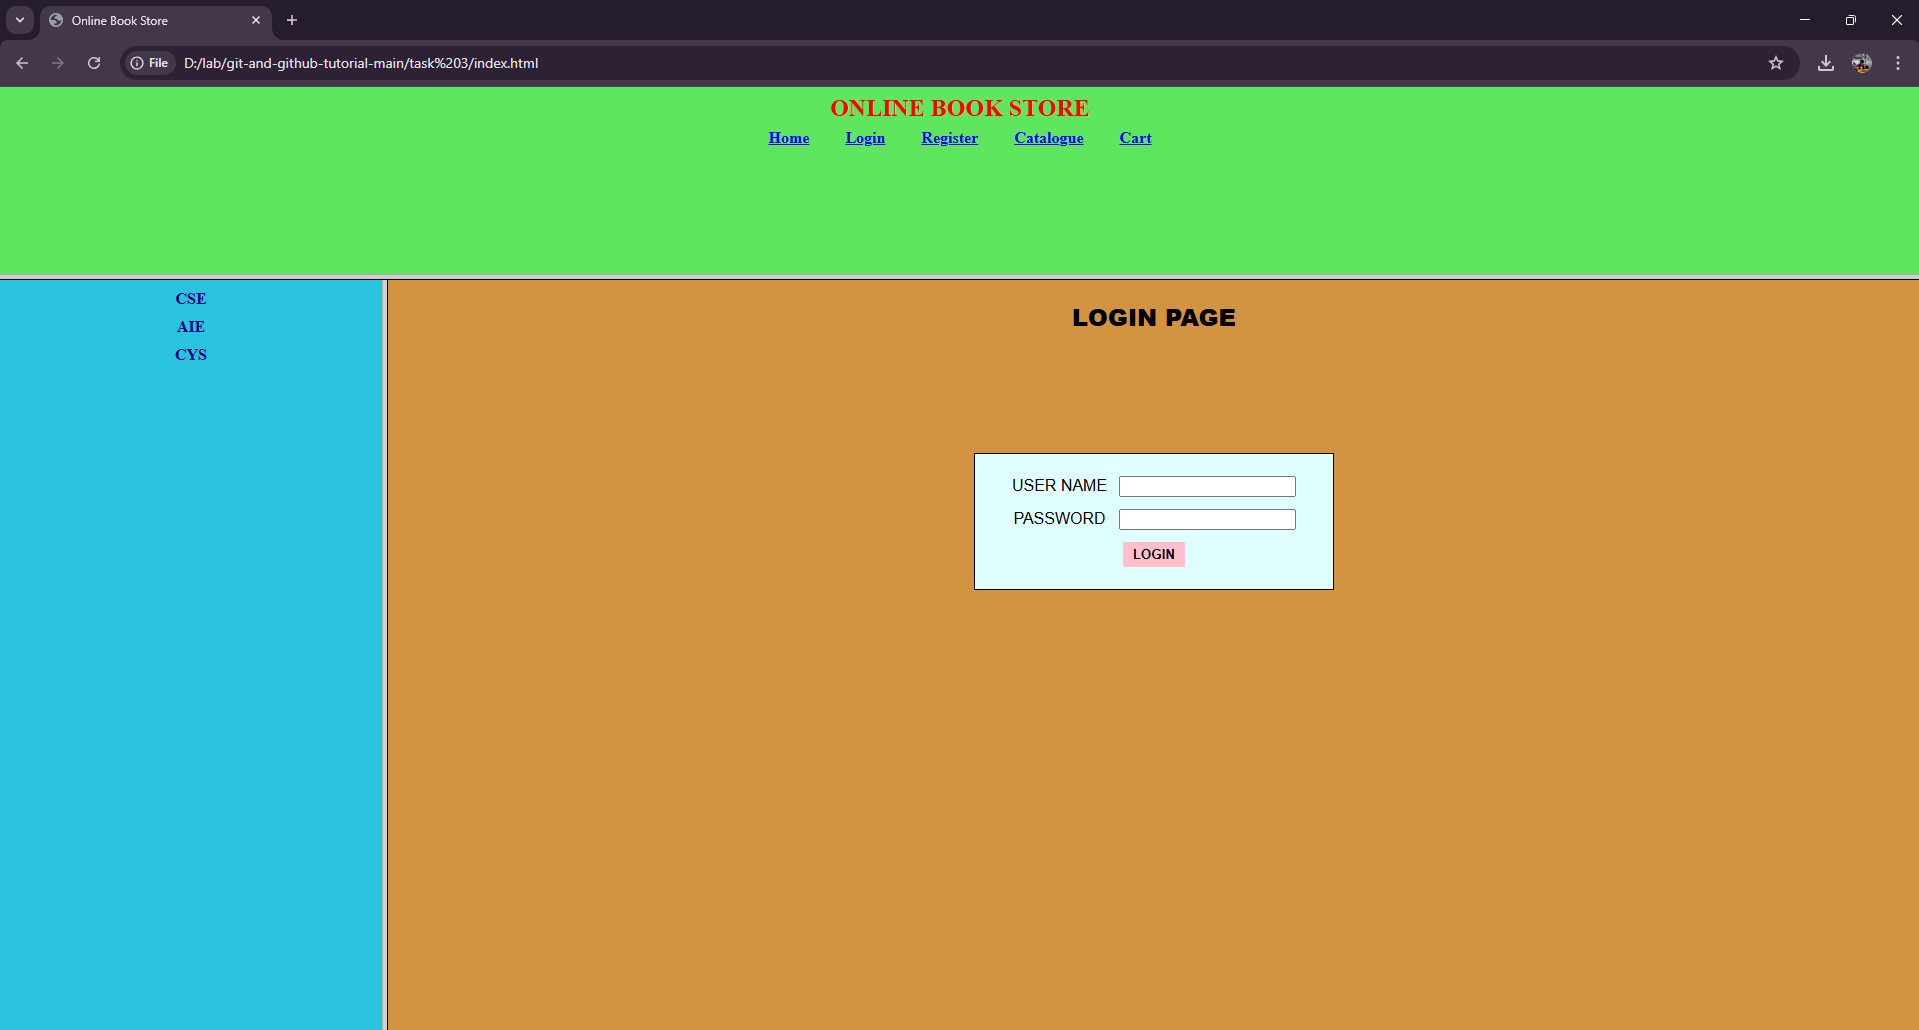 Online Book Store
File D:/lab/git-and-github-tutorial-main/task%203/index.html
ONLINE BOOK STORE
Home Login Register Catalogue Cart
CSE
AIE
CYS
LOGIN PAGE
USER NAME
PASSWORD
LOGIN